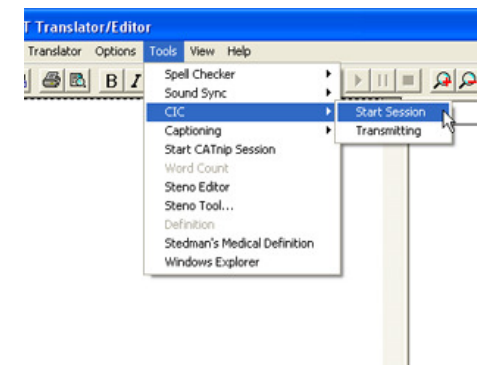 T Translator/Editor
Translator Options Tools View Help
B I
Spell Checker
Sound Sync
CIC
Start Session
Captioning
Transmitting
Start CATnip Session
Word Count
Steno Editor
Steno Tool...
Definition
Stedman's Medical Definition
Windows Explorer